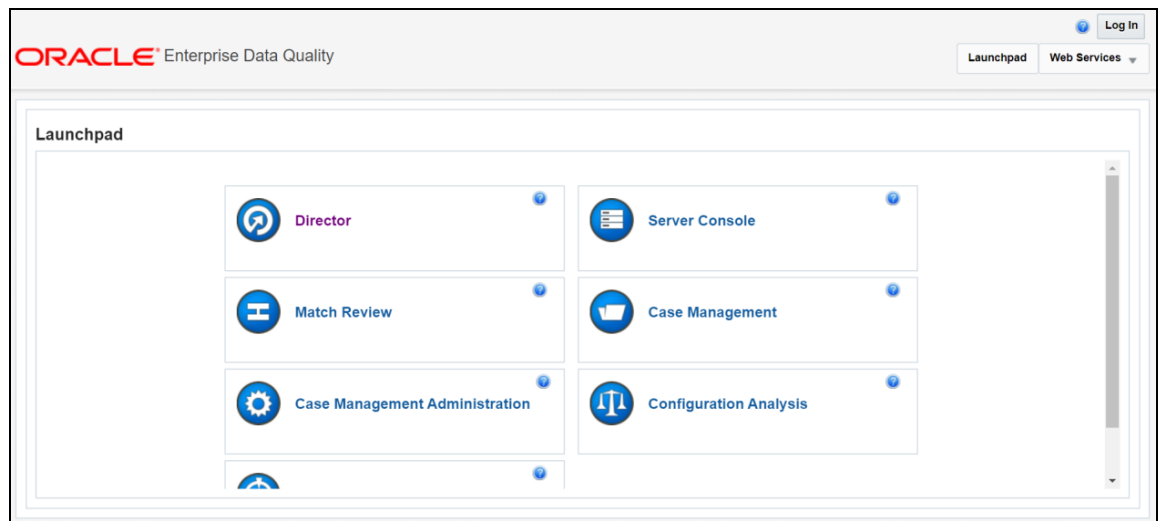 Log In
ORACLE Enterprise Data Quality
Launchpad Web Services
Launchpad
Director
Server Console
Match Review
Case Management
Case Management Administration
Configuration Analysis